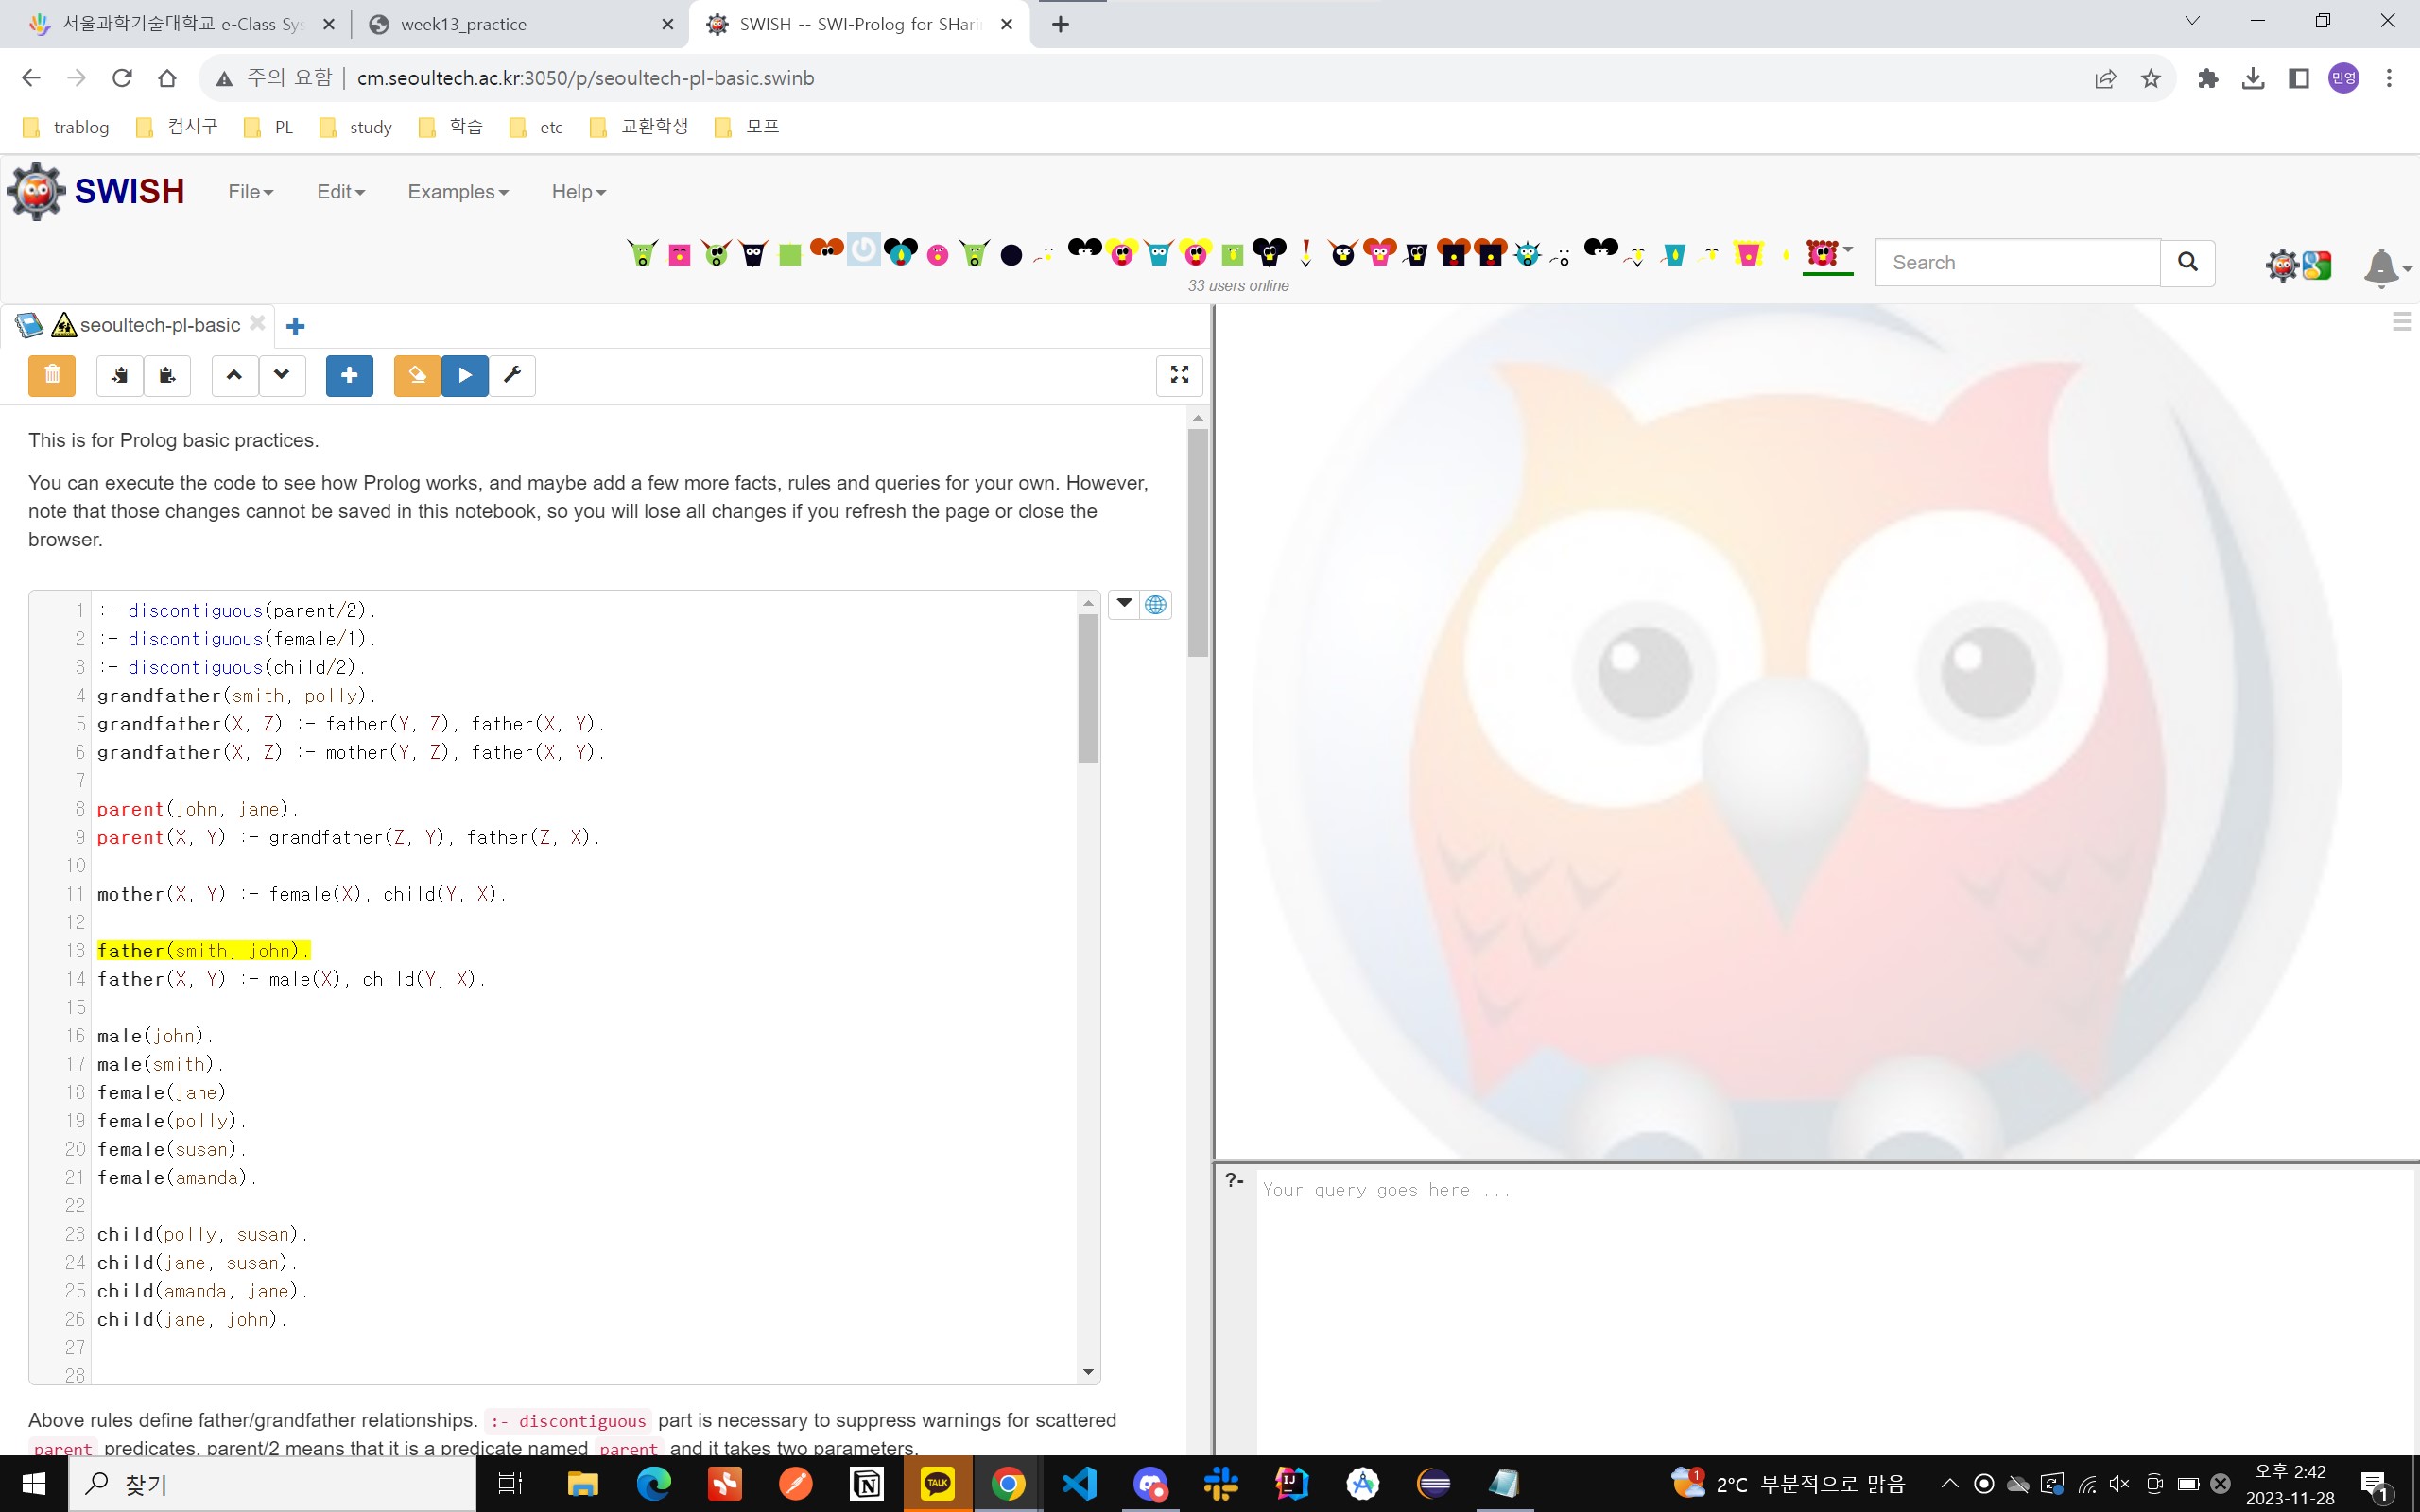 서울과학기술대학교 e-Class Sys
week13_practice
SWISH -- SWI-Prolog for SHari
주의 요함 cm.seoultech.ac.kr:3050/p/seoultech-pl-basic.swinb
민영
trablog 컴시구 PL study 학습 etc 교환학생 모프
SWISH File Edit Examples Help
33 users online
Search
seoultech-pl-basic
This is for Prolog basic practices.
You can execute the code to see how Prolog works, and maybe add a few more facts, rules and queries for your own. However,
note that those changes cannot be saved in this notebook, so you will lose all changes if you refresh the page or close the
browser.
1 :- discontiguous(parent/2).
2 :- discontiguous(female/1).
3 :- discontiguous(child/2).
4 grandfather(smith, polly).
5 grandfather(X, Z) :- father(Y, Z), father(X, Y).
6 grandfather(X, Z) :- mother(Y, Z), father(X, Y).
7
8 parent(john, jane).
9 parent(X, Y) :- grandfather(Z, Y), father(Z, X).
10
11 mother(X, Y) :- female(X), child(Y, X).
12
13 father(smith, john).
14 father(X, Y) :- male(X), child(Y, X).
15
16 male(john).
17 male(smith).
18 female(jane).
19 female(polly).
20 female(susan).
21 female(amanda).
22
23 child(polly, susan).
24 child(jane, susan).
25 child(amanda, jane).
26 child(jane, john).
27
28
Above rules define father/grandfather relationships. :- discontiguous part is necessary to suppress warnings for scattered
parent predicates. parent/2 means that it is a predicate named parent and it takes two parameters.
?- Your query goes here ...
찾기
TALK
IJ
1
2°C 부분적으로 맑음
오후 2:42
2023-11-28
1